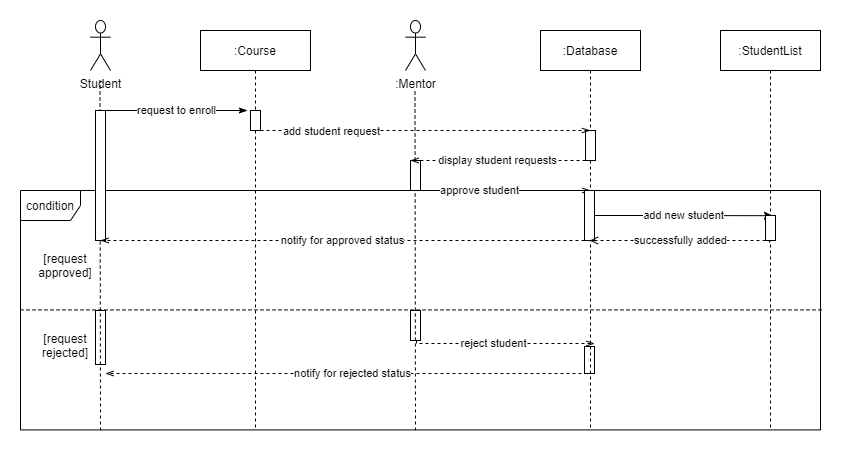 :Course
:Database
:StudentList
Student
:Mentor
request to enroll
add student request
display student requests
approve student
condition
add new student
notify for approved status
successfully added
[request
approved]
[request
rejected]
reject student
notify for rejected status